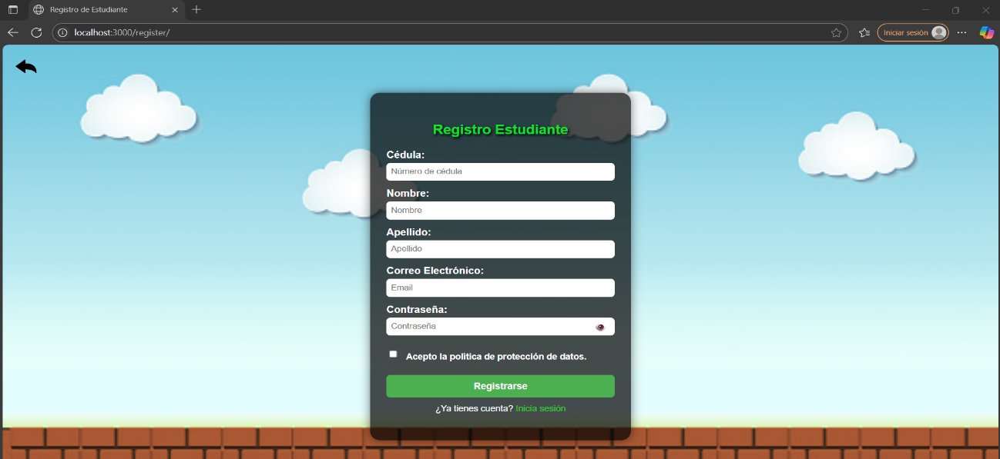 Registro de Estudiante
localhost:3000/register/
Iniciar sesión
Registro Estudiante
Cédula:
Número de cédula
Nombre:
Nombre
Apellido:
Apellido
Correo Electrónico:
Email
Contraseña:
Contraseña
Acepto la política de protección de datos.
Registrarse
¿Ya tienes cuenta? Inicia sesión